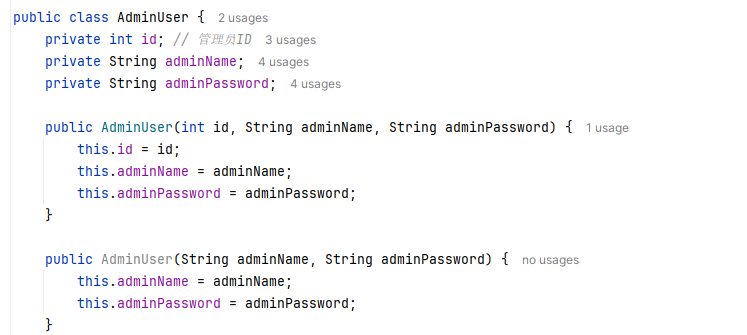 public class AdminUser { 2 usages
private int id; // 管理员ID 3 usages
private String adminName; 4 usages
private String adminPassword; 4 usages
public AdminUser(int id, String adminName, String adminPassword) { 1 usage
this.id = id;
this.adminName = adminName;
this.adminPassword = adminPassword;
}
public AdminUser(String adminName, String adminPassword) { no usages
this.adminName = adminName;
this.adminPassword = adminPassword;
}